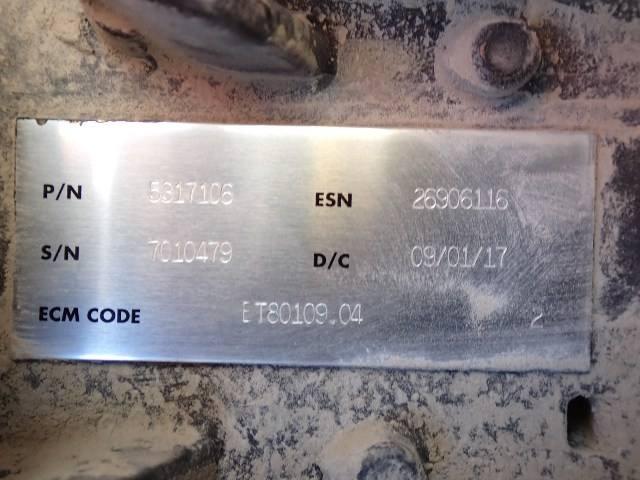 P/N 5317106 ESN 26906116
S/N 7010479 D/C 09/01/17
ECM CODE ET80109.04 2